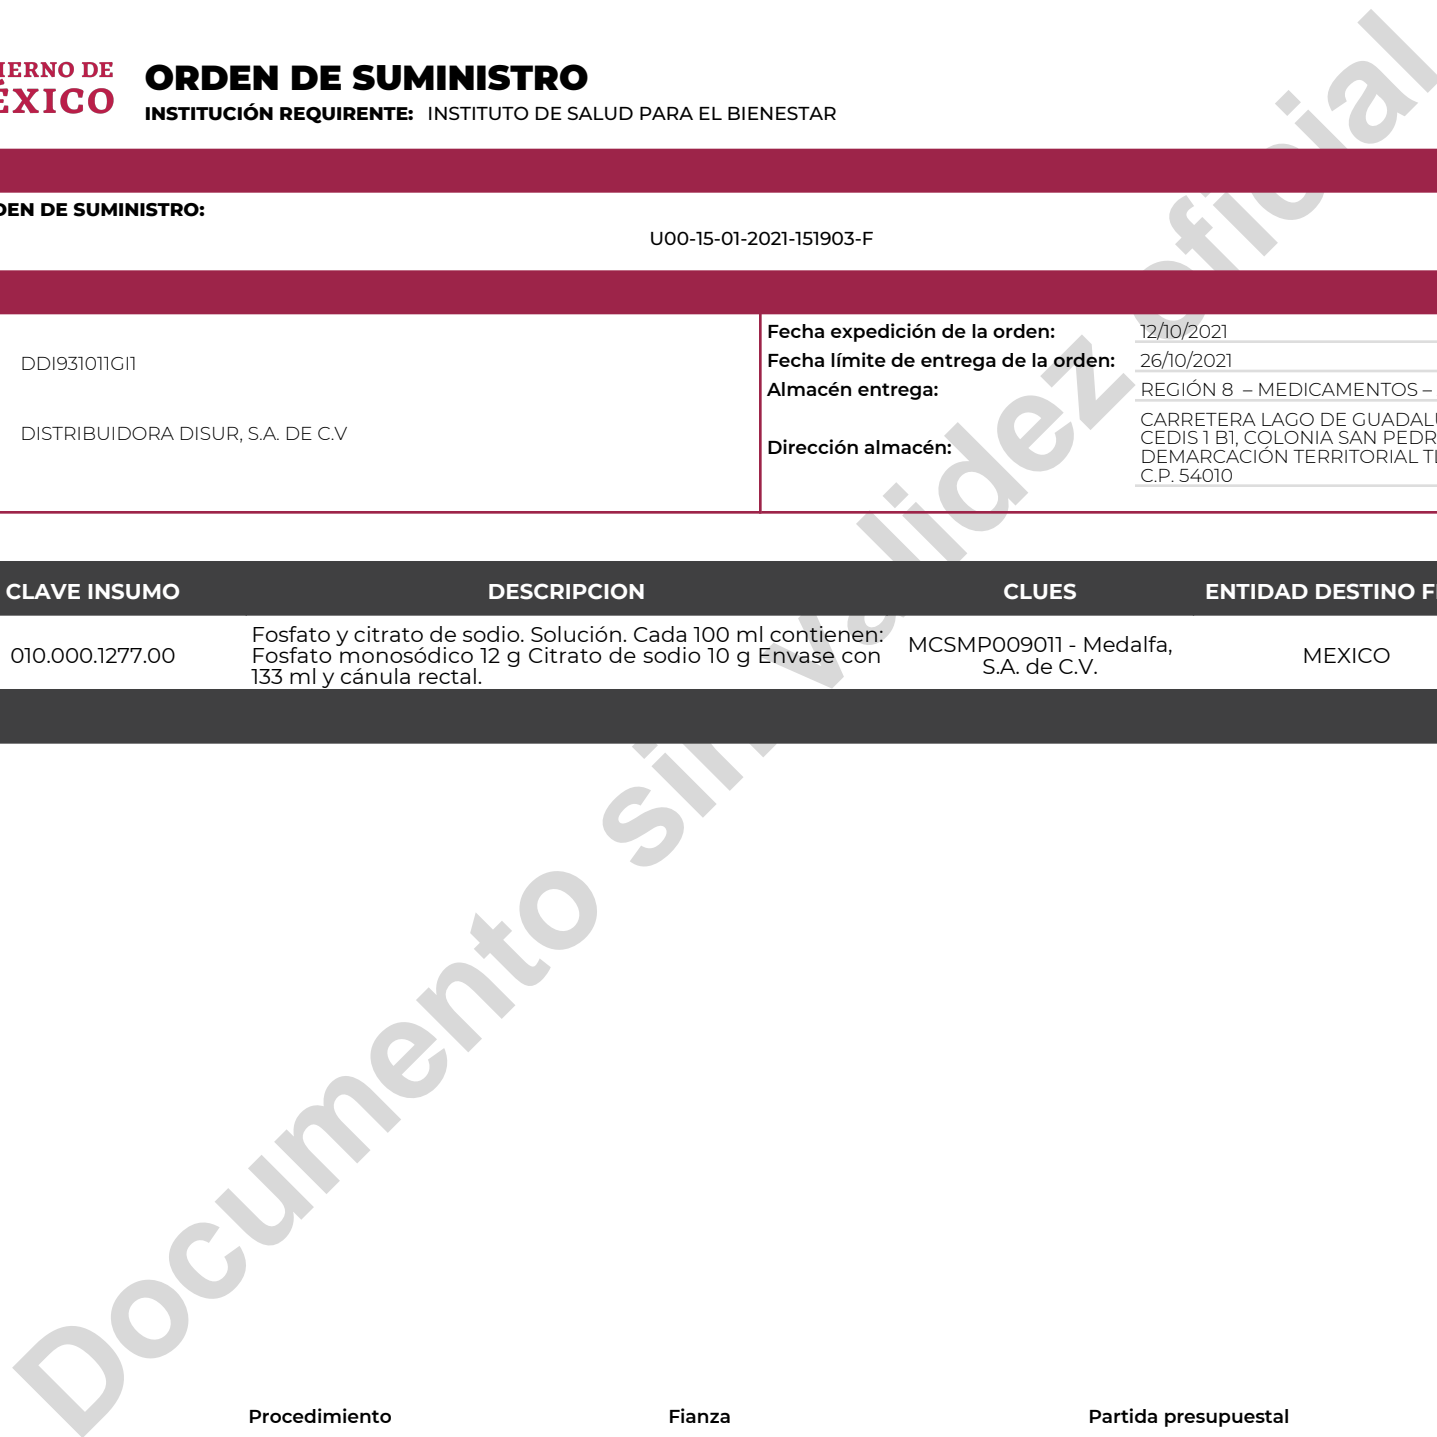 IERNO DE
ÉXICO
ORDEN DE SUMINISTRO
INSTITUCIÓN REQUIRENTE: INSTITUTO DE SALUD PARA EL BIENESTAR
DEN DE SUMINISTRO:
U00-15-01-2021-151903-F
DDI931011GI1
DISTRIBUIDORA DISUR, S.A. DE C.V
Fecha expedición de la orden: 12/10/2021
Fecha límite de entrega de la orden: 26/10/2021
Almacén entrega: REGIÓN 8 – MEDICAMENTOS –
Dirección almacén:
CARRETERA LAGO DE GUADALU
CEDIS 1 B1, COLONIA SAN PEDR
DEMARCACIÓN TERRITORIAL TL
C.P. 54010
CLAVE INSUMO DESCRIPCION CLUES ENTIDAD DESTINO FI
010.000.1277.00
Fosfato y citrato de sodio. Solución. Cada 100 ml contienen:
Fosfato monosódico 12 g Citrato de sodio 10 g Envase con
133 ml y cánula rectal.
MCSMP009011 - Medalfa,
S.A. de C.V.
MEXICO
Documento sin validez oficial
Procedimiento Fianza Partida presupuestal